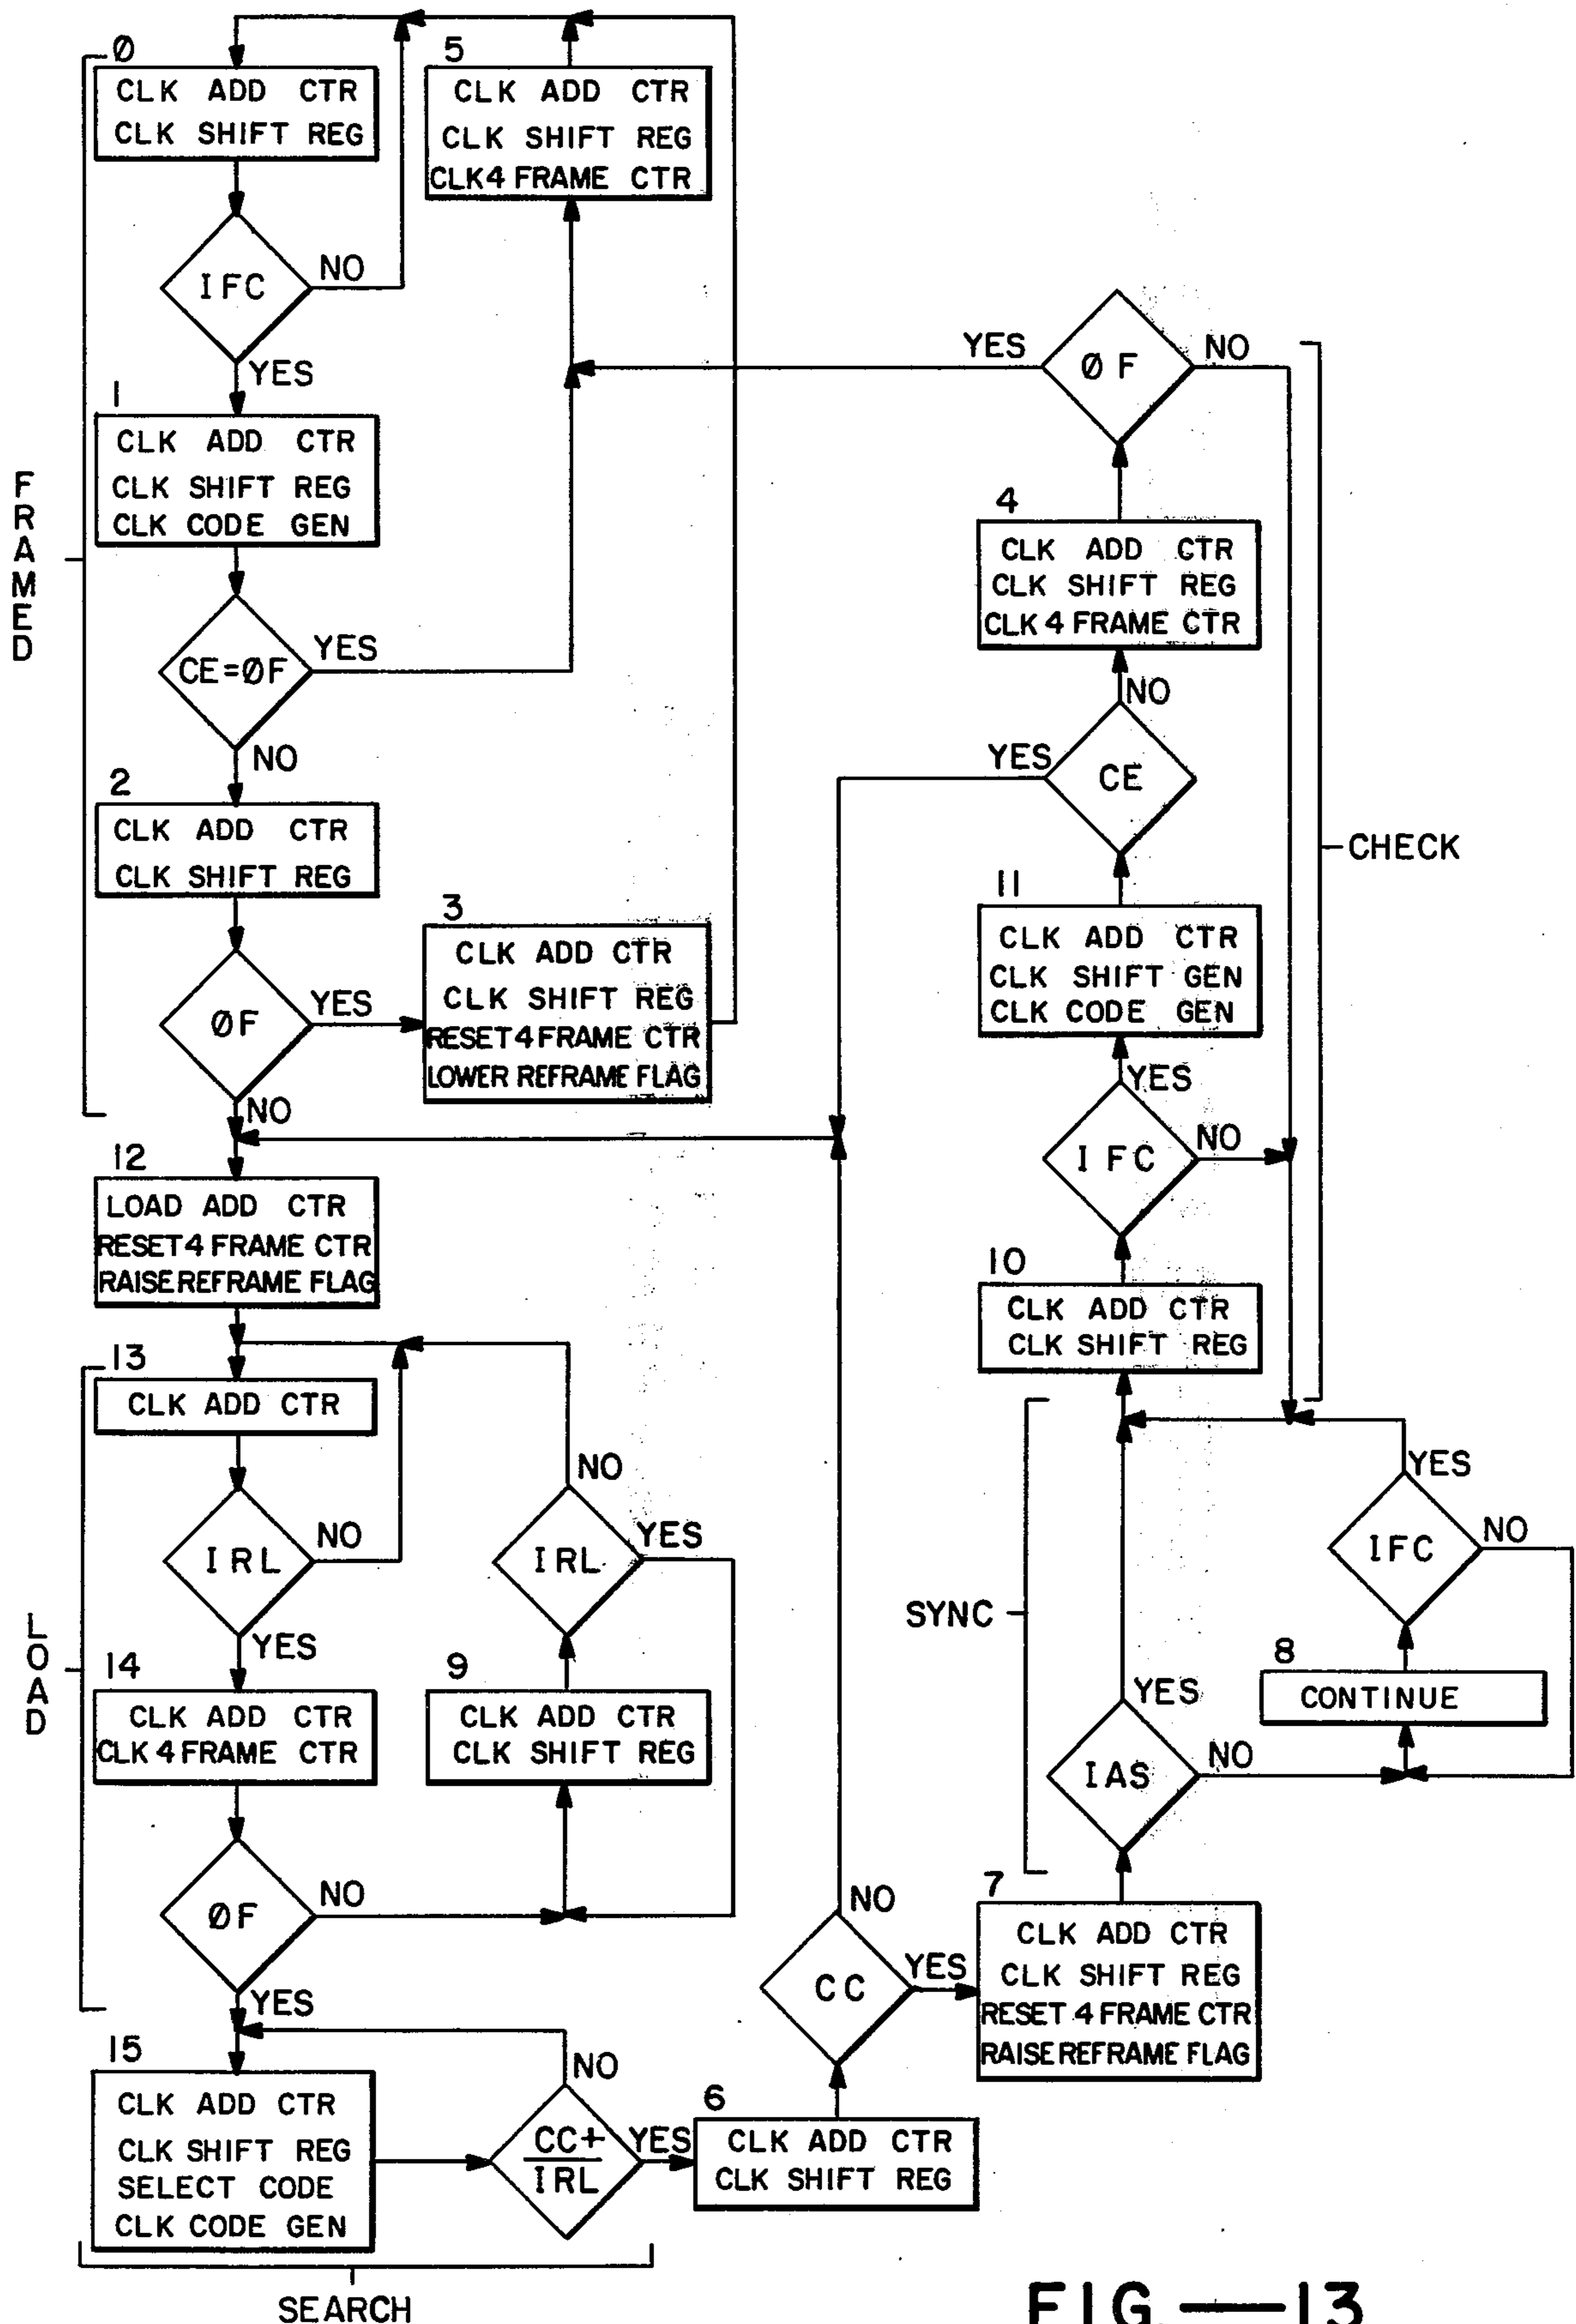 0
CLK ADD CTR
CLK SHIFT REG
IFC
NO
YES
1
CLK ADD CTR
CLK SHIFT REG
CLK CODE GEN
CE=ØF
YES
NO
2
CLK ADD CTR
CLK SHIFT REG
ØF
YES
NO
FRAMED
3
CLK ADD CTR
CLK SHIFT REG
RESET 4 FRAME CTR
LOWER REFRAME FLAG
5
CLK ADD CTR
CLK SHIFT REG
CLK4 FRAME CTR
12
LOAD ADD CTR
RESET 4 FRAME CTR
RAISE REFRAME FLAG
13
CLK ADD CTR
IRL
NO
YES
14
CLK ADD CTR
CLK 4 FRAME CTR
ØF
NO
YES
LOAD
9
CLK ADD CTR
CLK SHIFT REG
IRL
NO
YES
15
CLK ADD CTR
CLK SHIFT REG
SELECT CODE
CLK CODE GEN
CC+
IRL
NO
YES
SEARCH
6
CLK ADD CTR
CLK SHIFT REG
CC
NO
YES
7
CLK ADD CTR
CLK SHIFT REG
RESET 4 FRAME CTR
RAISE REFRAME FLAG
IAS
YES
NO
SYNC
8
CONTINUE
IFC
YES
NO
10
CLK ADD CTR
CLK SHIFT REG
IFC
NO
YES
11
CLK ADD CTR
CLK SHIFT GEN
CLK CODE GEN
CE
YES
NO
4
CLK ADD CTR
CLK SHIFT REG
CLK 4 FRAME CTR
ØF
YES
NO
CHECK
FIG.—13